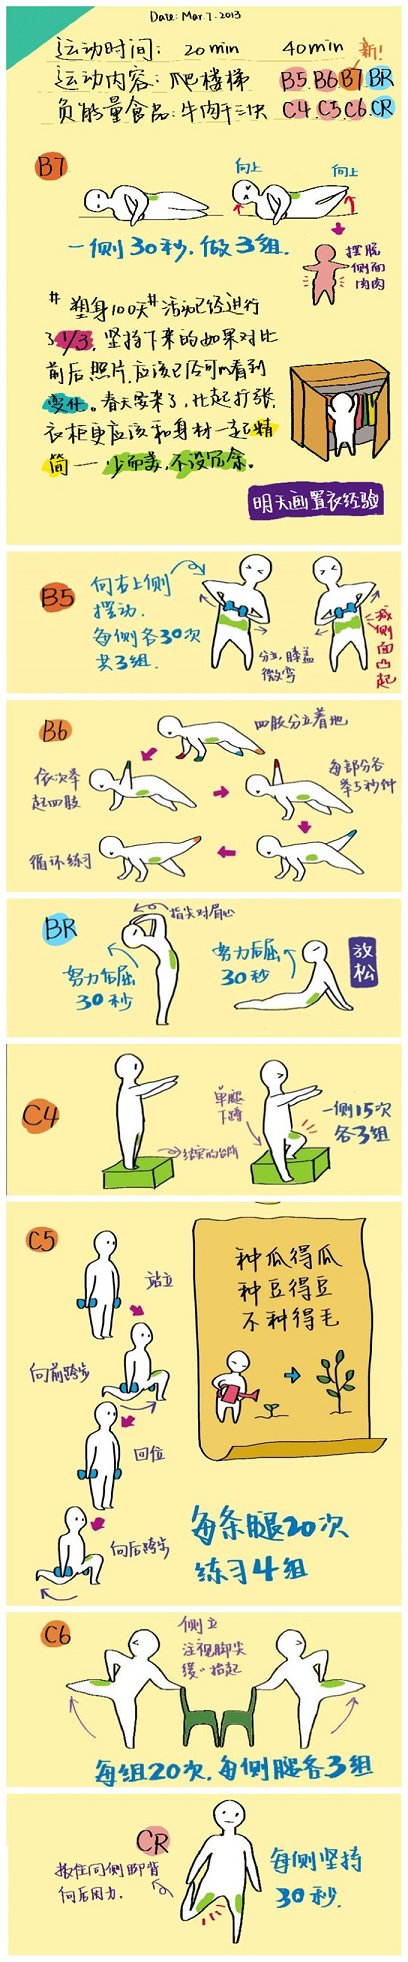 Date: Mar.7.2013
运动时间: 20min 40min 新!
运动内容:爬楼梯 B5 B6 B7 BR
负能量食品:牛肉干三块 C4 C5 C6 CR
B7
向上
向上
一侧30秒,做3组.
摆脱
侧面
肉肉
#塑身100天#活动已经进行
了1/3,坚持下来的如果对比
前后照片,应该已经可以看到
变化。春天要来了,比起扩张,
衣柜更应该和身材一起精
简——少而美,不设冗余。
明天画置衣经验
B5
向右上侧
摆动.
每侧各30次
共3组.
分立,膝盖
微弯
减侧面凸起
B6
四肢分立着地
依次举
起四肢
每部分各
举5秒钟
循环练习
BR
指尖对眉心
努力后屈
30秒
努力后屈
30秒
放松
C4
结实的台阶
单腿
下蹲
一侧15次
各3组
C5
站立
向前跨步
回位
向后跨步
种瓜得瓜
种豆得豆
不种得毛
每条腿20次
练习4组
C6
侧立
注视脚尖
缓缓抬起
每组20次.每侧腿各3组
CR
扳住同侧脚背
向后用力.
每侧坚持
30秒.